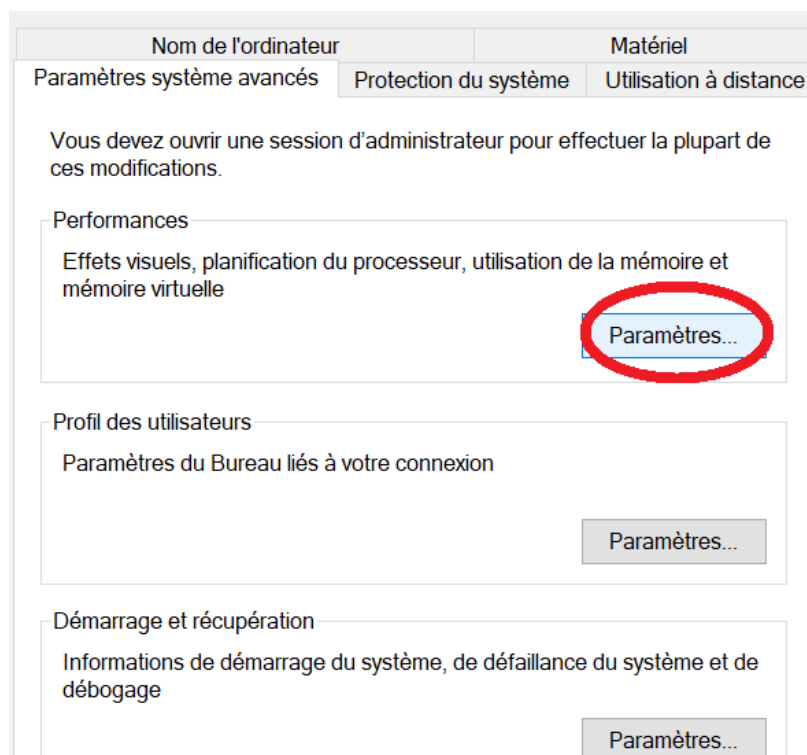 Nom de l'ordinateur
Matériel
Paramètres système avancés
Protection du système
Utilisation à distance
Vous devez ouvrir une session d’administrateur pour effectuer la plupart de
ces modifications.
Performances
Effets visuels, planification du processeur, utilisation de la mémoire et
mémoire virtuelle
Paramètres...
Profil des utilisateurs
Paramètres du Bureau liés à votre connexion
Paramètres...
Démarrage et récupération
Informations de démarrage du système, de défaillance du système et de
débogage
Paramètres...